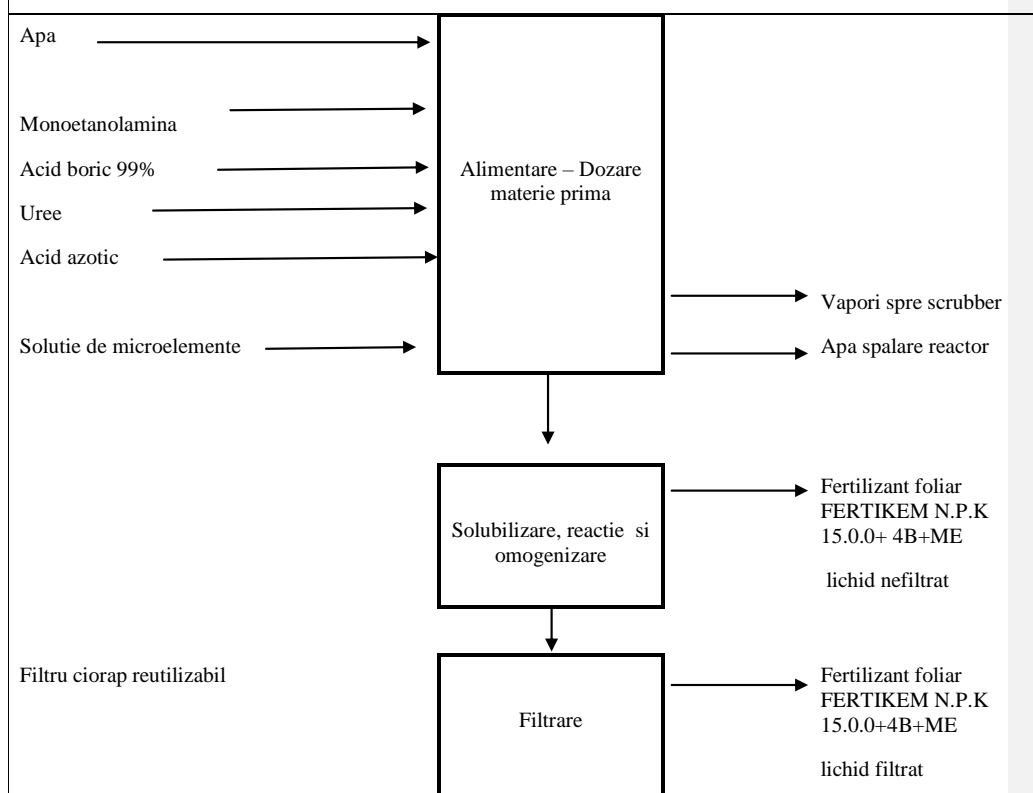 Apa
Monoetanolamina
Acid boric 99%
Uree
Acid azotic
Solutie de microelemente
Alimentare – Dozare
materie prima
Vapori spre scrubber
Apa spalare reactor
Solubilizare, reactie si
omogenizare
Fertilizant foliar
FERTIKEM N.P.K
15.0.0+ 4B+ME
lichid nefiltrat
Filtru ciorap reutilizabil
Filtrare
Fertilizant foliar
FERTIKEM N.P.K
15.0.0+4B+ME
lichid filtrat